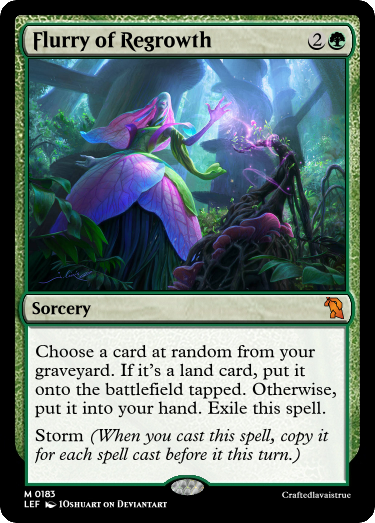 Flurry of Regrowth 2
Sorcery
Choose a card at random from your
graveyard. If it's a land card, put it
onto the battlefield tapped. Otherwise,
put it into your hand. Exile this spell.
Storm (When you cast this spell, copy it
for each spell cast before it this turn.)
M 0183
LEF IOshuart on Deviantart
Craftedlavaistrue